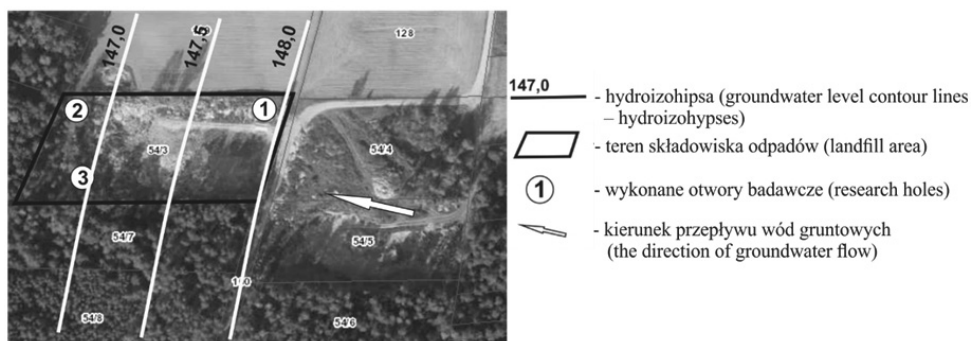 147,0
147,5
148,0
128
1
2
3
54/3
54/4
54/7
54/5
54/8
54/6
147,0
- hydroizohipsa (groundwater level contour lines
– hydroizohypses)
- teren składowiska odpadów (landfill area)
1
- wykonane otwory badawcze (research holes)
- kierunek przepływu wód gruntowych
(the direction of groundwater flow)